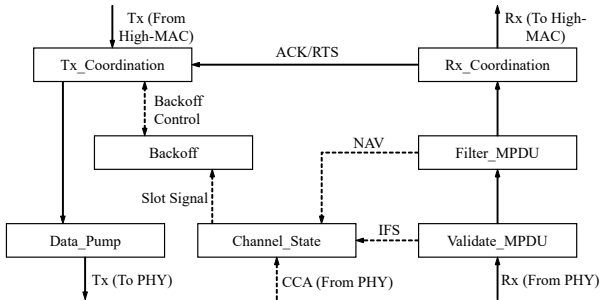 Tx (From
High-MAC)
Rx (To High-
MAC)
Tx_Coordination
ACK/RTS
Rx_Coordination
Backoff
Control
Backoff
NAV
Filter_MPDU
Slot Signal
Data_Pump
Channel_State
IFS
Validate_MPDU
Tx (To PHY)
CCA (From PHY)
Rx (From PHY)